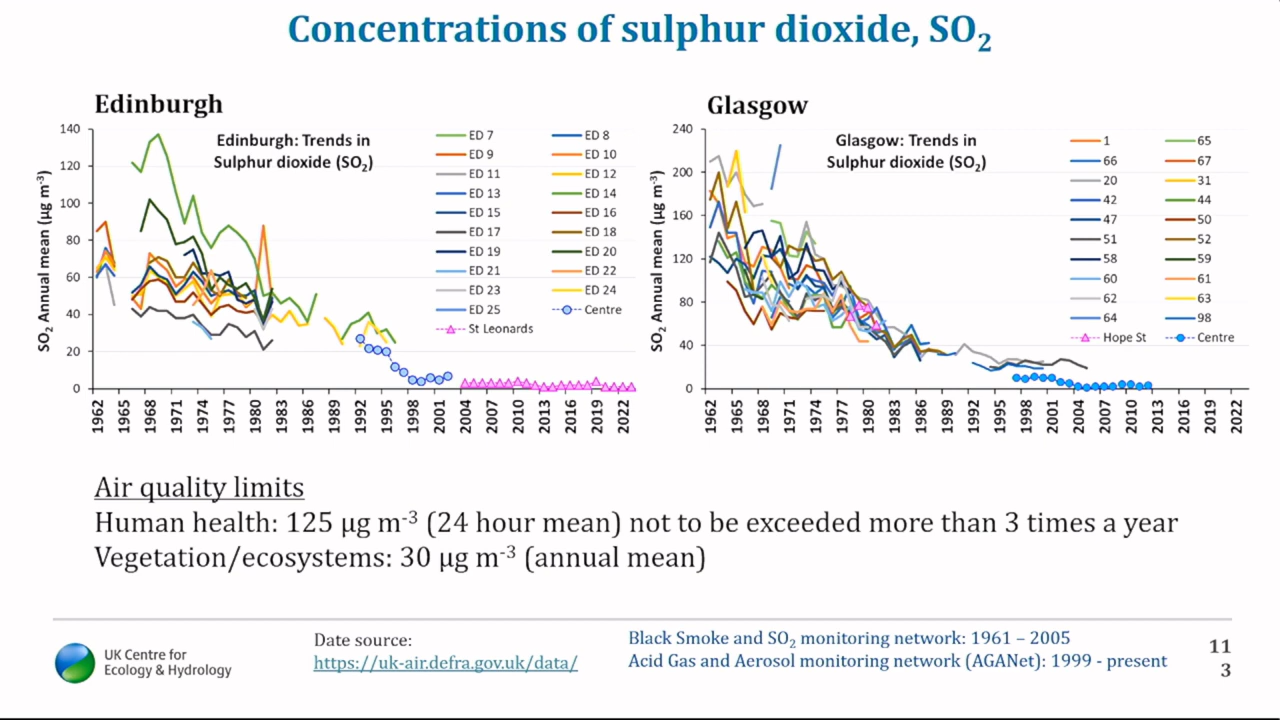 Concentrations of sulphur dioxide, SO₂
Edinburgh
Edinburgh: Trends in
Sulphur dioxide (SO₂)
SO₂ Annual mean (µg m⁻³)
140
120
100
80
60
40
20
0
1962 1965 1968 1971 1974 1977 1980 1983 1986 1989 1992 1995 1998 2001 2004 2007 2010 2013 2016 2019 2022
ED 7 ED 8
ED 9 ED 10
ED 11 ED 12
ED 13 ED 14
ED 15 ED 16
ED 17 ED 18
ED 19 ED 20
ED 21 ED 22
ED 23 ED 24
ED 25 Centre
St Leonards
Glasgow
Glasgow: Trends in
Sulphur dioxide (SO₂)
SO₂ Annual mean (µg m⁻³)
240
200
160
120
80
40
0
1962 1965 1968 1971 1974 1977 1980 1983 1986 1989 1992 1995 1998 2001 2004 2007 2010 2013 2016 2019 2022
1 65
66 67
20 31
42 44
47 50
51 52
58 59
60 61
62 63
64 98
Hope St Centre
Air quality limits
Human health: 125 µg m⁻³ (24 hour mean) not to be exceeded more than 3 times a year
Vegetation/ecosystems: 30 µg m⁻³ (annual mean)
UK Centre for
Ecology & Hydrology
Date source:
https://uk-air.defra.gov.uk/data/
Black Smoke and SO₂ monitoring network: 1961 – 2005
Acid Gas and Aerosol monitoring network (AGANet): 1999 - present
11
3